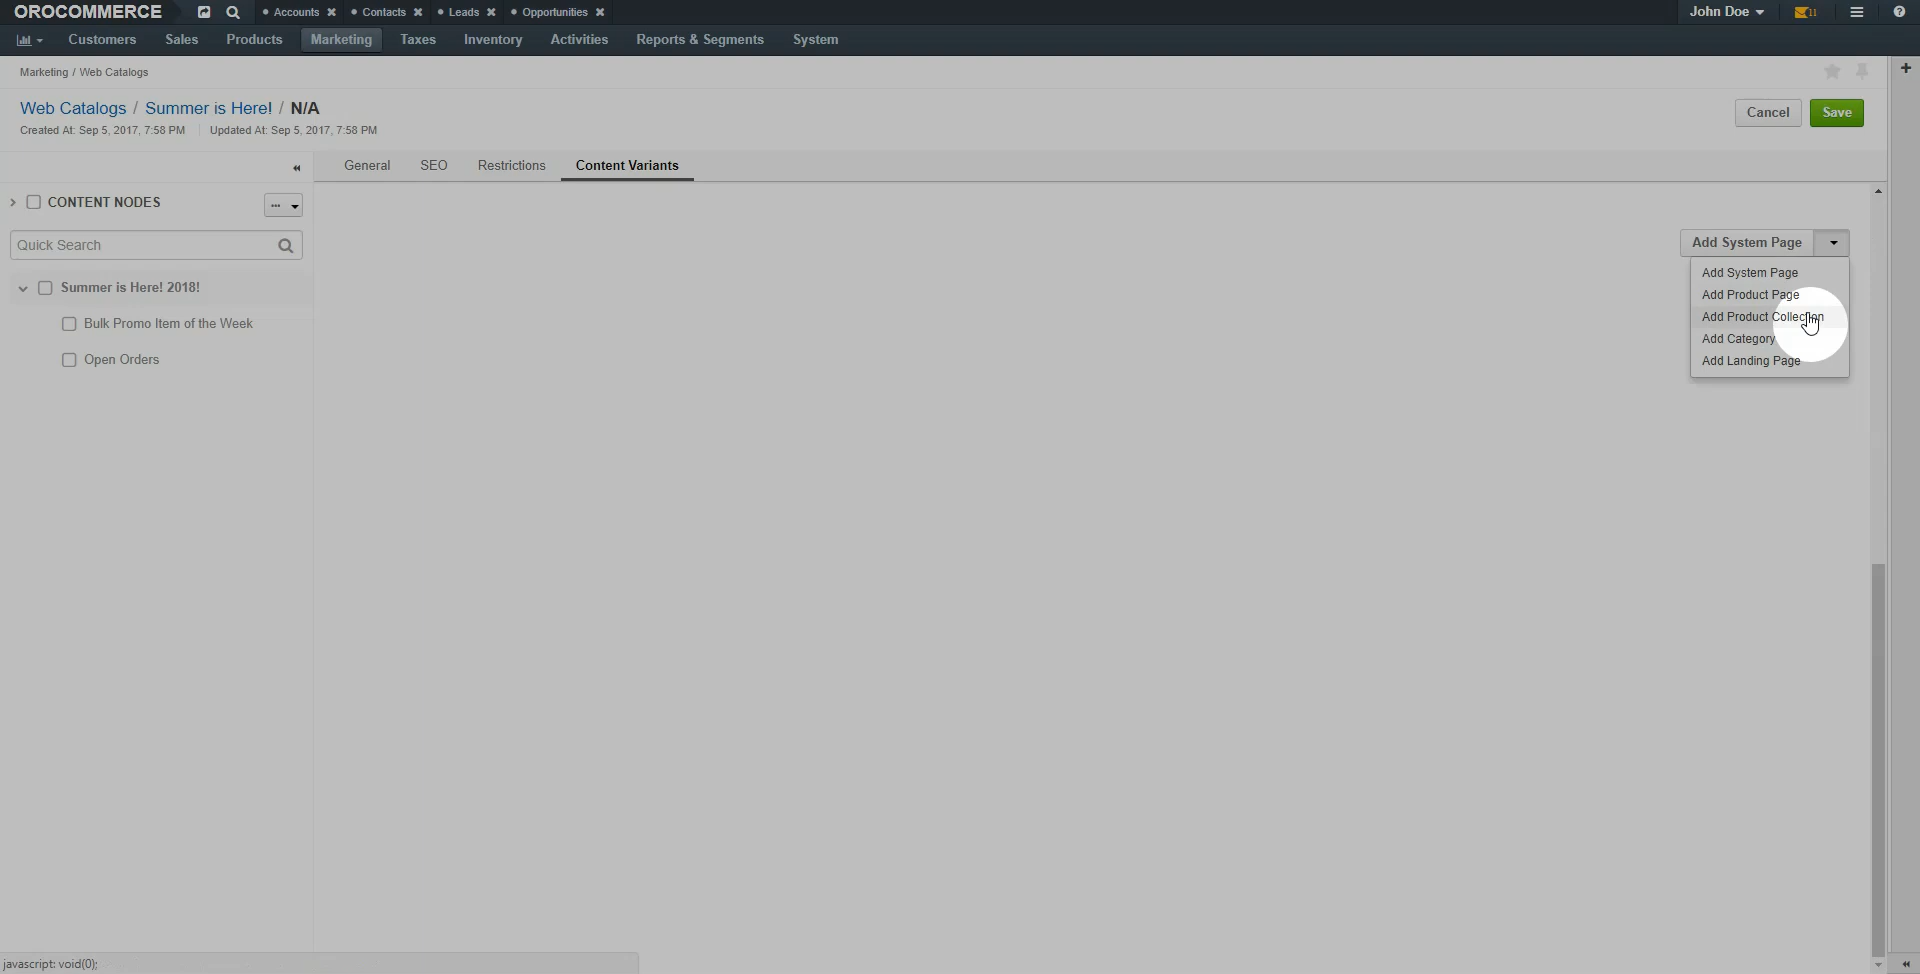 OROCOMMERCE
Accounts
Contacts
Leads
Opportunities
John Doe
11
Customers
Sales
Products
Marketing
Taxes
Inventory
Activities
Reports & Segments
System
Marketing / Web Catalogs
Web Catalogs / Summer is Here! / N/A
Created At: Sep 5, 2017, 7:58 PM
Updated At: Sep 5, 2017, 7:58 PM
Cancel
Save
General
SEO
Restrictions
Content Variants
CONTENT NODES
...
Quick Search
Summer is Here! 2018!
Bulk Promo Item of the Week
Open Orders
Add System Page
Add System Page
Add Product Page
Add Product Collection
Add Category
Add Landing Page
javascript: void(0);